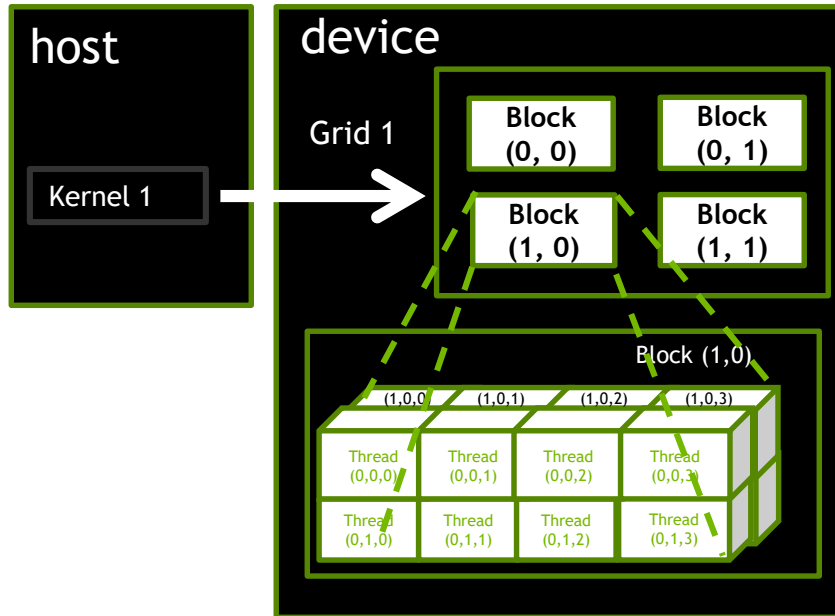 host
device
Grid 1
Kernel 1
Block
(0, 0)
Block
(0, 1)
Block
(1, 0)
Block
(1, 1)
Block (1,0)
(1,0,0)
(1,0,1)
(1,0,2)
(1,0,3)
Thread
(0,0,0)
Thread
(0,0,1)
Thread
(0,0,2)
Thread
(0,0,3)
Thread
(0,1,0)
Thread
(0,1,1)
Thread
(0,1,2)
Thread
(0,1,3)